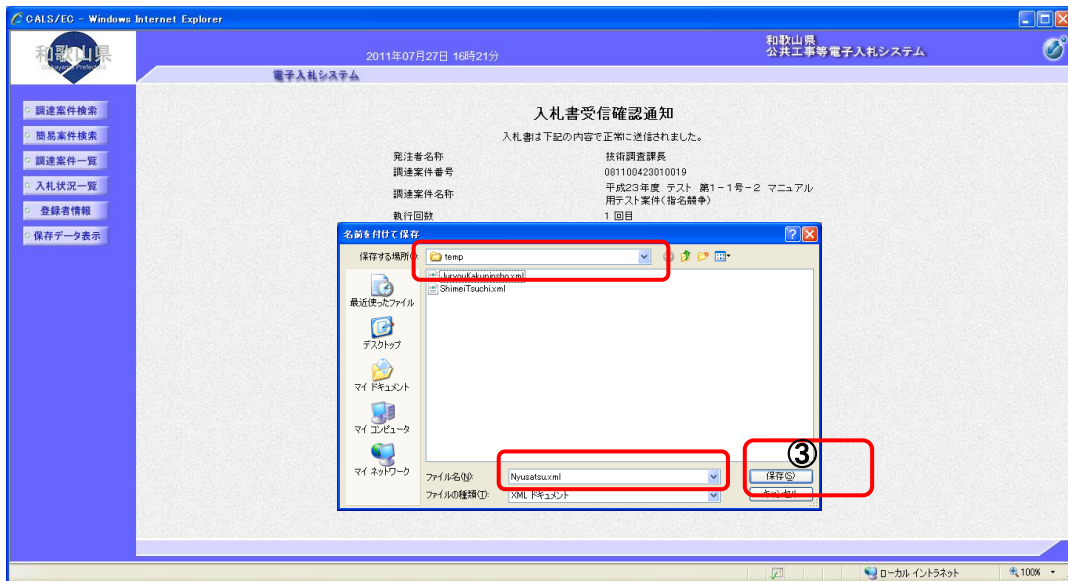 CALS/EC - Windows Internet Explorer
和歌山県
Wakayama Prefecture
2011年07月27日 16時21分
和歌山県
公共工事等電子入札システム
電子入札システム
調達案件検索
簡易案件検索
調達案件一覧
入札状況一覧
登録者情報
保存データ表示
入札書受信確認通知
入札書は下記の内容で正常に送信されました。
発注者名称 技術調査課長
調達案件番号 081100423010019
調達案件名称 平成23年度 テスト 第1-1号-2 マニュアル
用テスト案件(指名競争)
執行回数 1 回目
名前を付けて保存
保存する場所(I): temp
JuryouKakuninsho.xml
ShimeiTsuchi.xml
最近使ったファイル
デスクトップ
マイ ドキュメント
マイ コンピュータ
マイ ネットワーク
③
ファイル名(N): Nyusatsu.xml 保存(S)
ファイルの種類(T): XML ドキュメント キャンセル
ローカル イントラネット 100%